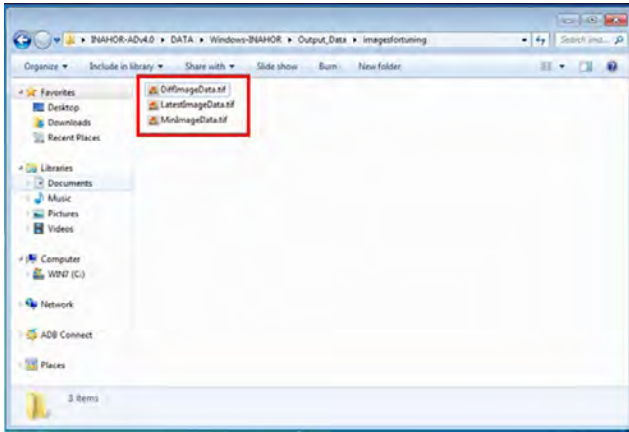 INAHOR-ADv4.0 ▸ DATA ▸ Windows-INAHOR ▸ Output_Data ▸ imagesfortuning
Search ima...
Organize Include in library Share with Slide show Burn New folder
Favorites
Desktop
Downloads
Recent Places
Libraries
Documents
Music
Pictures
Videos
Computer
WIN7 (C:)
Network
ADB Connect
Places
DiffImageData.tif
LatestImageData.tif
MinImageData.tif
3 items